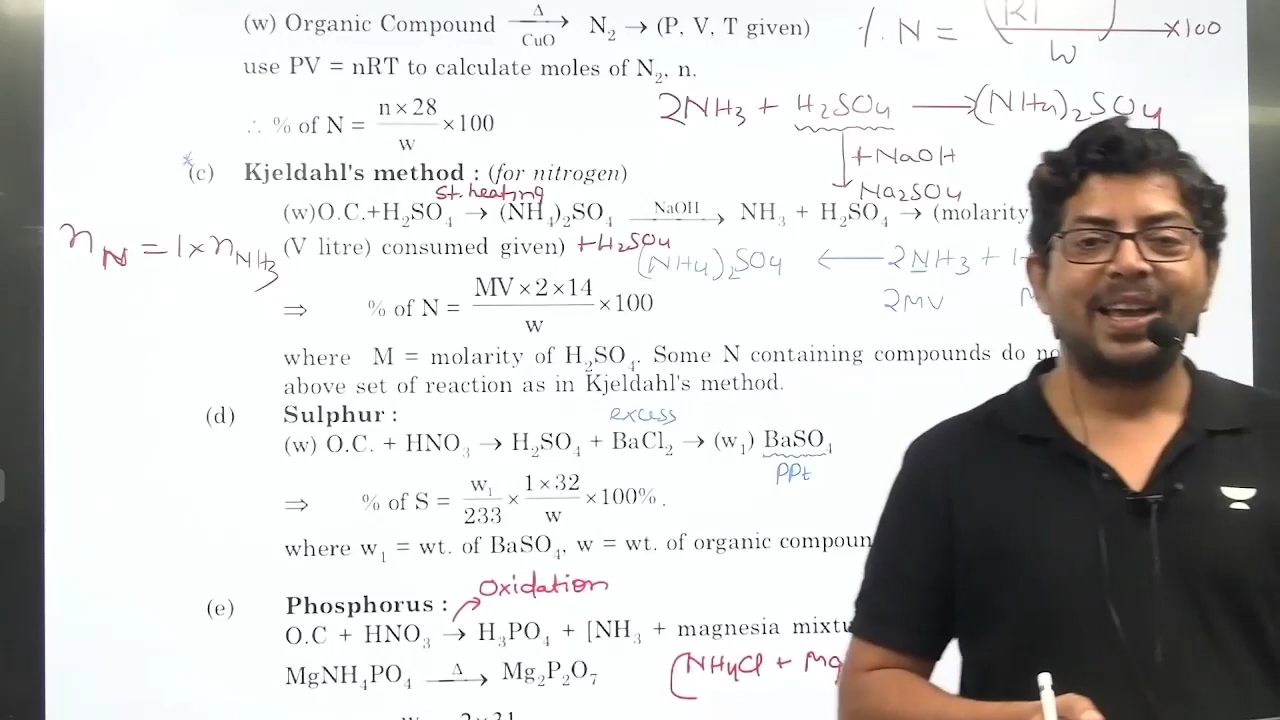 (w) Organic Compound —Δ/CuO→ N₂ → (P, V, T given)
% N = ×100
W
use PV = nRT to calculate moles of N₂, n.
∴ % of N = n × 28 / w × 100
2NH₃ + H₂SO₄ → (NH₄)₂SO₄
+NaOH
Na₂SO₄
*(c) Kjeldahl's method : (for nitrogen)
st. heating
(w)O.C.+H₂SO₄ → (NH₄)₂SO₄ —NaOH→ NH₃ + H₂SO₄ → (molarity
n_N = 1 × n_NH₃
(V litre) consumed given) +H₂SO₄
(NH₄)₂SO₄ ← 2NH₃ +
2MV
⇒ % of N = MV × 2 × 14 / w × 100
where M = molarity of H₂SO₄. Some N containing compounds do
above set of reaction as in Kjeldahl's method.
(d) Sulphur :
excess
(w) O.C. + HNO₃ → H₂SO₄ + BaCl₂ → (w₁) BaSO₄
ppt
⇒ % of S = w₁ / 233 × 1 × 32 / w × 100% .
where w₁ = wt. of BaSO₄, w = wt. of organic
(e) Phosphorus :
Oxidation
O.C + HNO₃ → H₃PO₄ + [NH₃ + magnesia
MgNH₄PO₄ —Δ→ Mg₂P₂O₇
(NH₄Cl + Mg